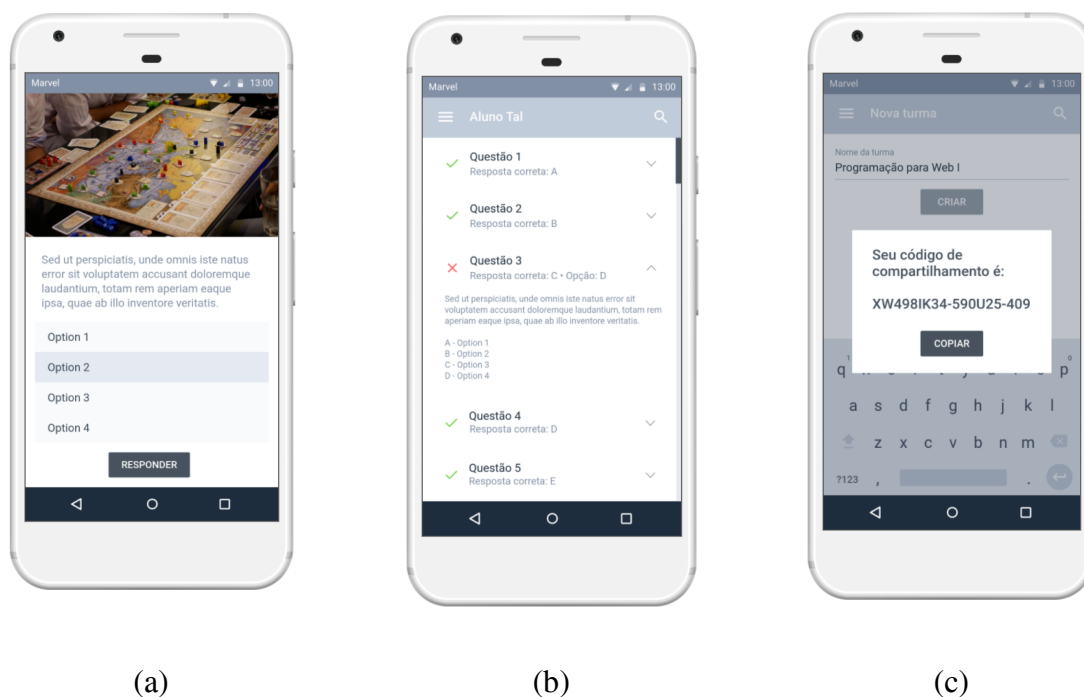 Marvel
13:00
Sed ut perspiciatis, unde omnis iste natus
error sit voluptatem accusant doloremque
laudantium, totam rem aperiam eaque
ipsa, quae ab illo inventore veritatis.
Option 1
Option 2
Option 3
Option 4
RESPONDER
(a)
Marvel
13:00
Aluno Tal
Questão 1
Resposta correta: A
Questão 2
Resposta correta: B
Questão 3
Resposta correta: C • Opção: D
Sed ut perspiciatis, unde omnis iste natus error sit
voluptatem accusant doloremque laudantium, totam rem
aperiam eaque ipsa, quae ab illo inventore veritatis.
A - Option 1
B - Option 2
C - Option 3
D - Option 4
Questão 4
Resposta correta: D
Questão 5
Resposta correta: E
(b)
Marvel
13:00
Nova turma
Nome da turma
Programação para Web I
CRIAR
Seu código de
compartilhamento é:
XW498IK34-590U25-409
COPIAR
1 0
q p
a s d f g h j k l
z x c v b n m
?123 , .
(c)